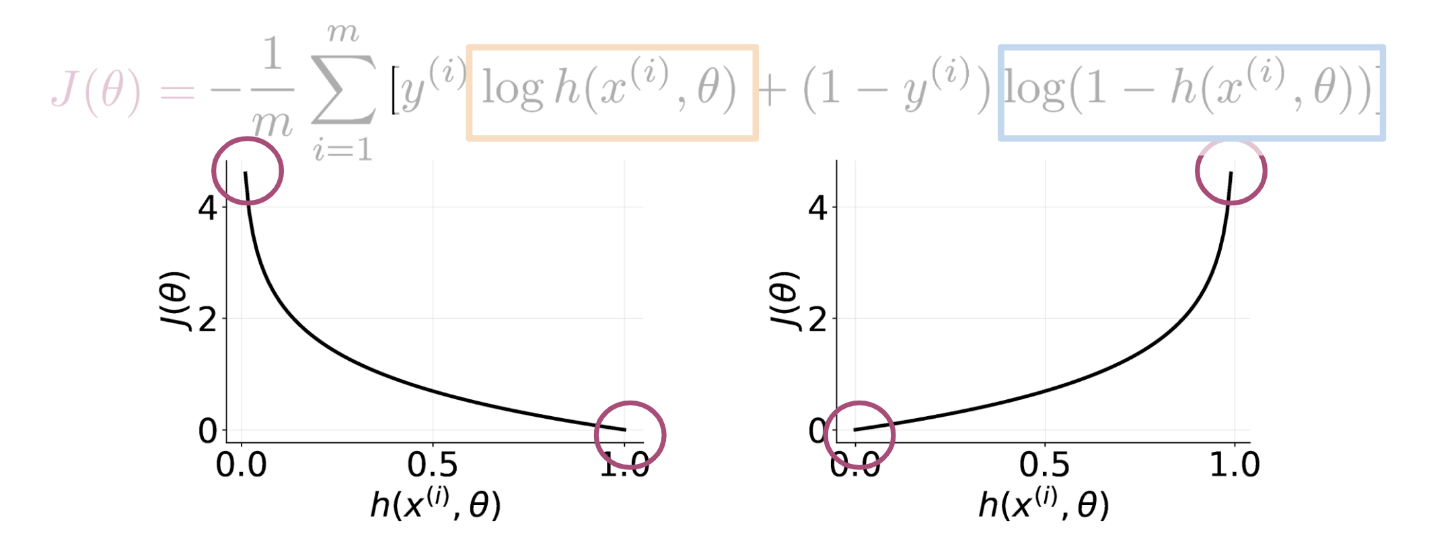 J(θ) = −1/m ∑_{i=1}^{m} [y^{(i)} log h(x^{(i)}, θ) + (1 − y^{(i)}) log(1 − h(x^{(i)}, θ))]
4
2
0
J(θ)
0.0 0.5 1.0
h(x^{(i)}, θ)
4
2
0
J(θ)
0.0 0.5 1.0
h(x^{(i)}, θ)